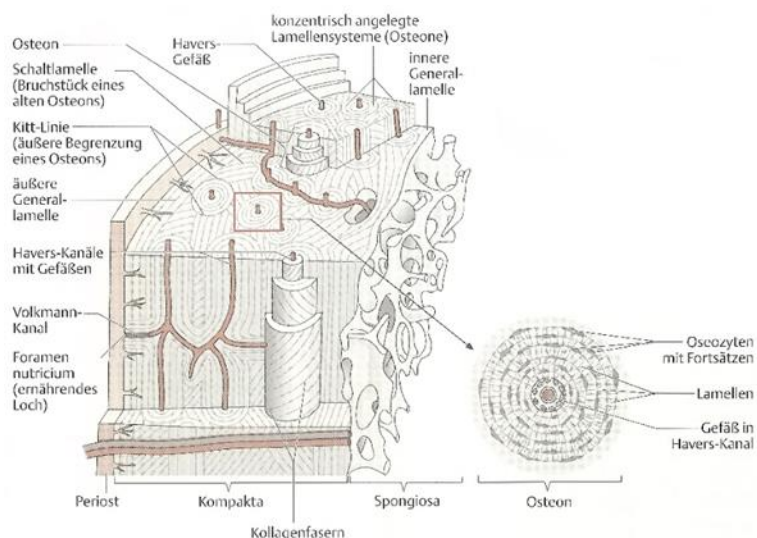 konzentrisch angelegte
Lamellensysteme (Osteone)
Osteon
Havers-
Gefäß
innere
General-
lamelle
Schaltlamelle
(Bruchstück eines
alten Osteons)
Kitt-Linie
(äußere Begrenzung
eines Osteons)
äußere
General-
lamelle
Havers-Kanäle
mit Gefäßen
Volkmann-
Kanal
Foramen
nutricium
(ernährendes
Loch)
Oseozyten
mit Fortsätzen
Lamellen
Gefäß in
Havers-Kanal
Periost
Kompakta
Spongiosa
Osteon
Kollagenfasern